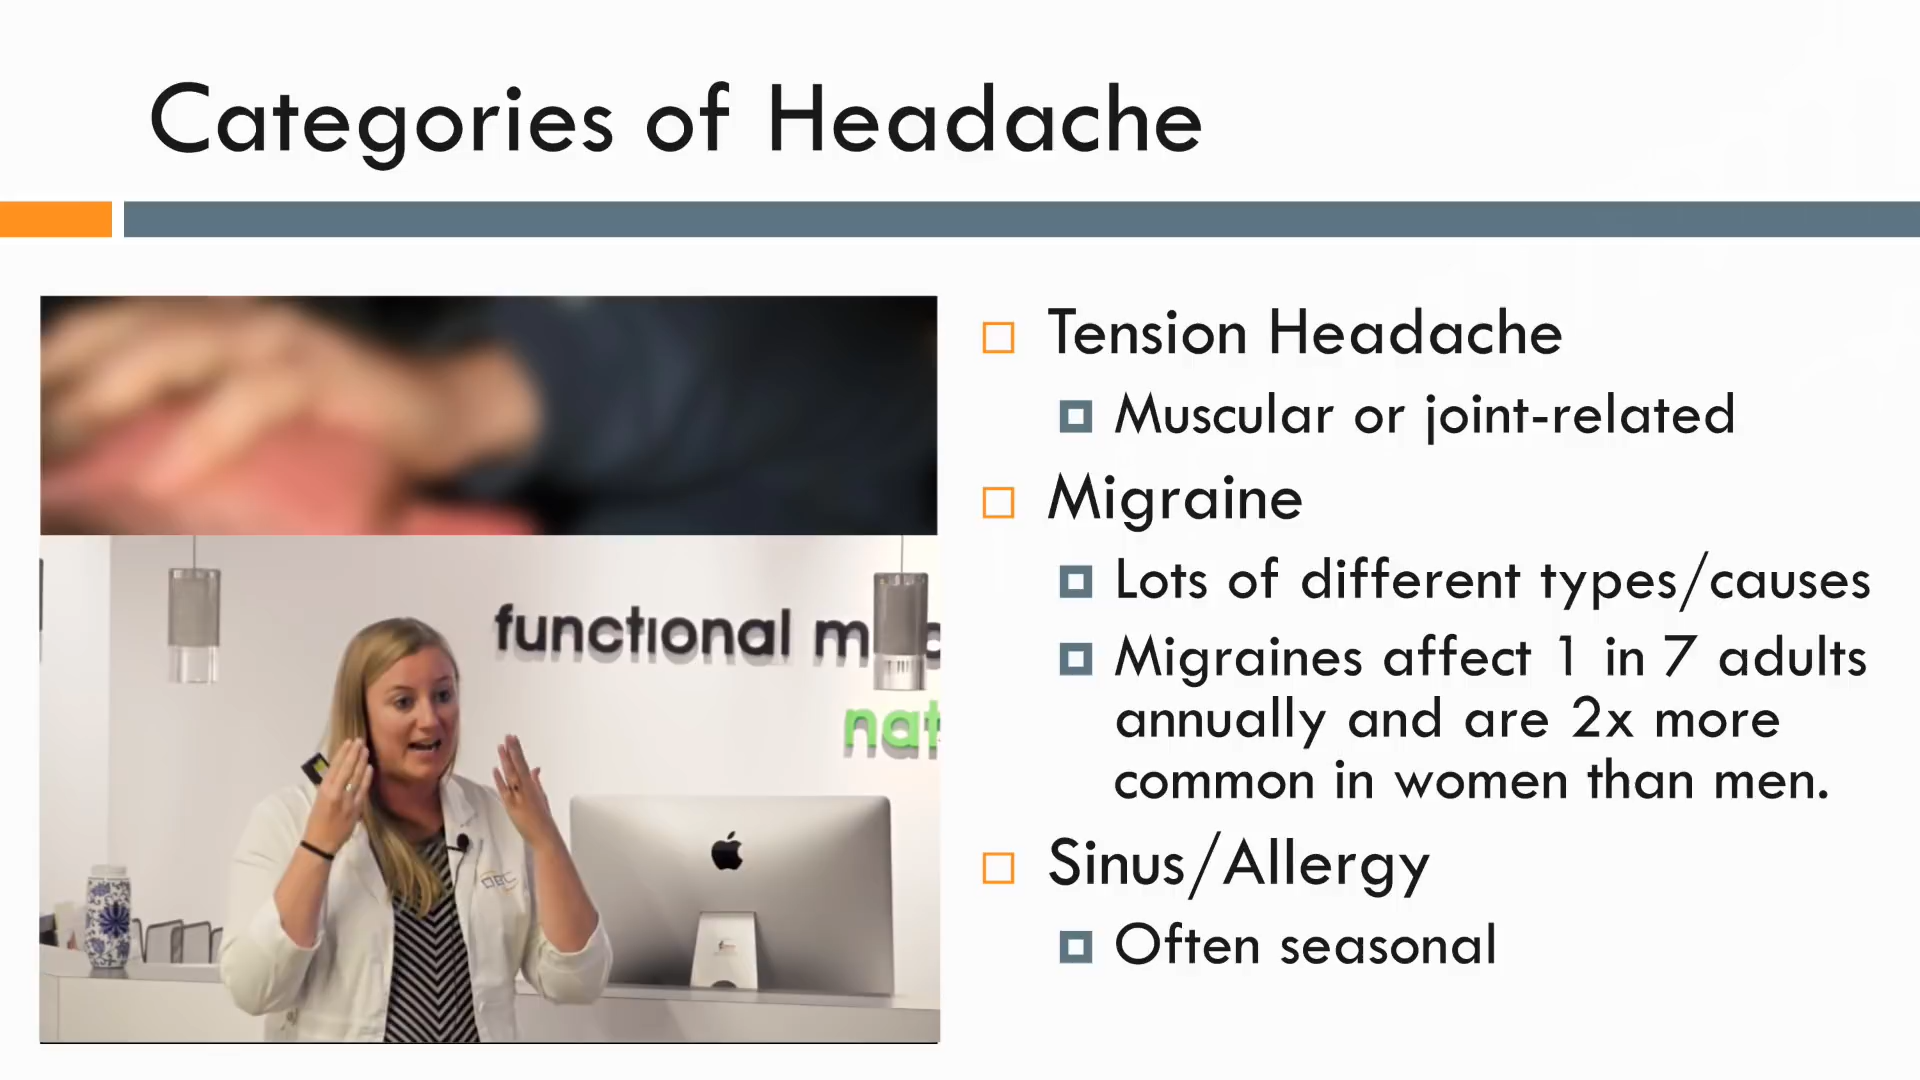 Categories of Headache
Tension Headache
Muscular or joint-related
Migraine
Lots of different types/causes
Migraines affect 1 in 7 adults
annually and are 2x more
common in women than men.
Sinus/Allergy
Often seasonal
functional m
nat